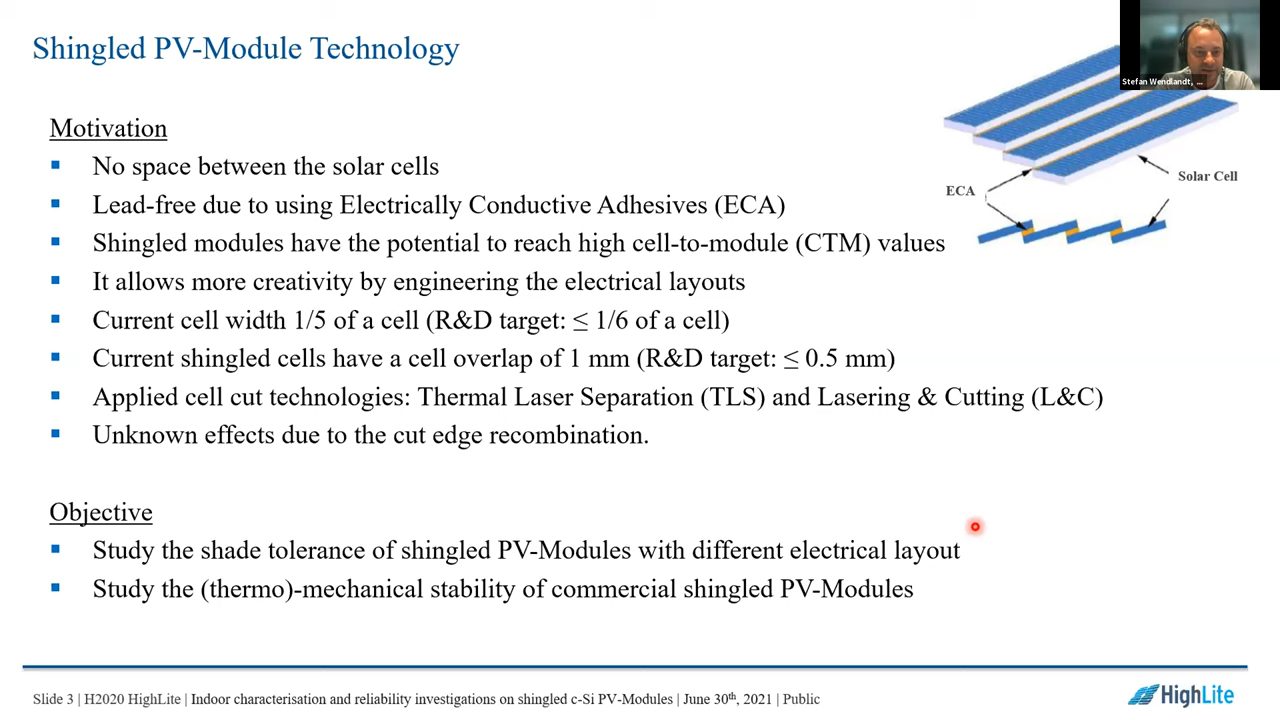 Shingled PV-Module Technology
Stefan Wendlandt, ...
Motivation
No space between the solar cells
Lead-free due to using Electrically Conductive Adhesives (ECA)
Shingled modules have the potential to reach high cell-to-module (CTM) values
It allows more creativity by engineering the electrical layouts
Current cell width 1/5 of a cell (R&D target: ≤ 1/6 of a cell)
Current shingled cells have a cell overlap of 1 mm (R&D target: ≤ 0.5 mm)
Applied cell cut technologies: Thermal Laser Separation (TLS) and Lasering & Cutting (L&C)
Unknown effects due to the cut edge recombination.
ECA
Solar Cell
Objective
Study the shade tolerance of shingled PV-Modules with different electrical layout
Study the (thermo)-mechanical stability of commercial shingled PV-Modules
Slide 3 | H2020 HighLite | Indoor characterisation and reliability investigations on shingled c-Si PV-Modules | June 30th, 2021 | Public
HighLite